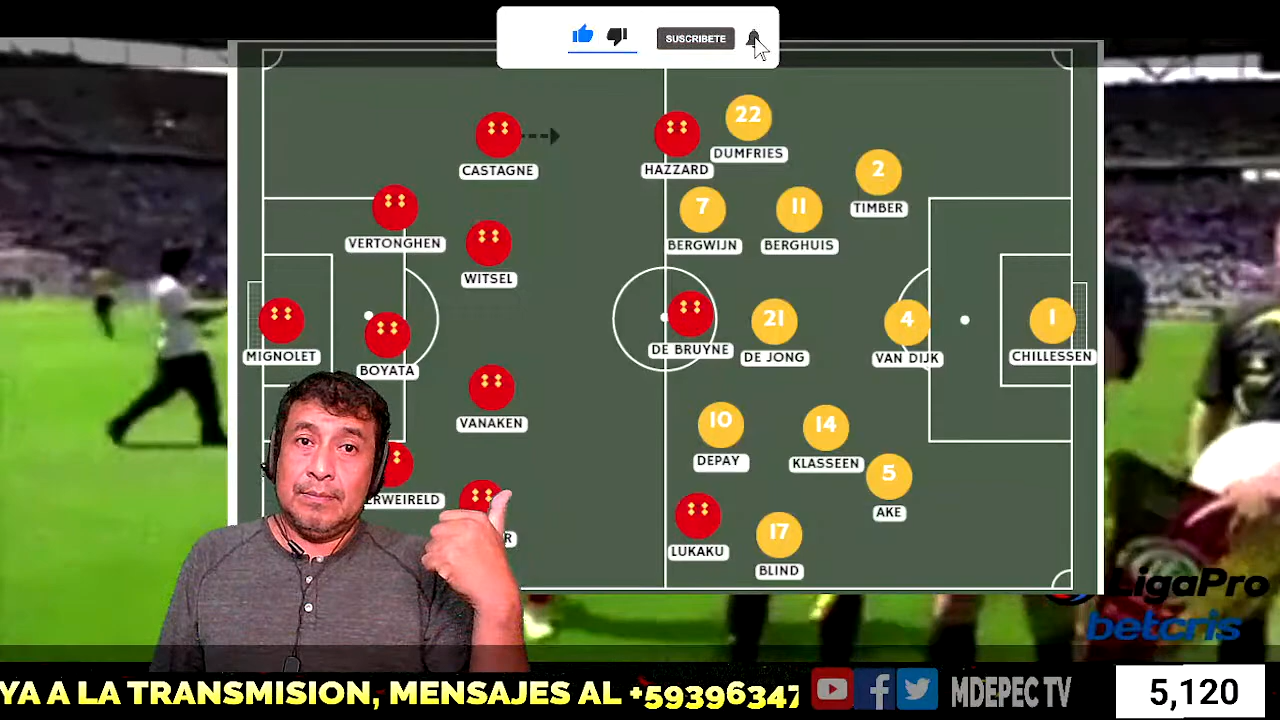 SUSCRIBETE
22
DUMFRIES
CASTAGNE
HAZZARD
2
TIMBER
7
BERGWIJN
11
BERGHUIS
VERTONGHEN
WITSEL
MIGNOLET
BOYATA
DE BRUYNE
21
DE JONG
4
VAN DIJK
1
CHILLESSEN
VANAKEN
10
DEPAY
14
KLASSEEN
5
AKE
ERWEIRELD
R
LUKAKU
17
BLIND
LigaPro
betcris
YA A LA TRANSMISION, MENSAJES AL +59396347
MDEPEC TV
5,120